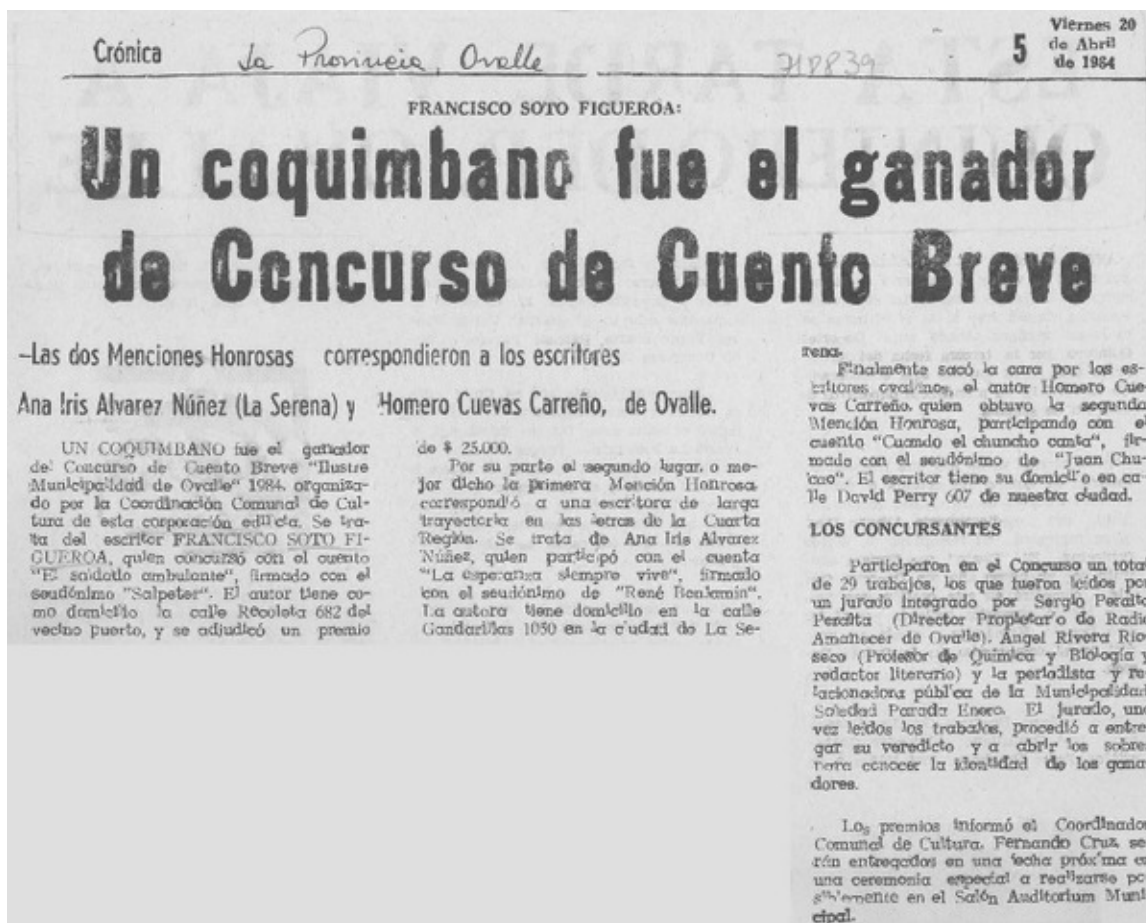 Crónica
La Provincia, Ovalle
5
Viernes 20
de Abril
de 1984
FRANCISCO SOTO FIGUEROA:
Un coquimbano fue el ganador
de Concurso de Cuento Breve
—Las dos Menciones Honrosas correspondieron a los escritores
Ana Iris Alvarez Núñez (La Serena) y Homero Cuevas Carreño, de Ovalle.
UN COQUIMBANO fue el ganador
del Concurso de Cuento Breve "Ilustre
Municipalidad de Ovalle" 1984, organiza-
do por la Coordinación Comunal de Cul-
tura de esta corporación edilicia. Se tra-
ta del escritor FRANCISCO SOTO FI-
GUEROA, quien concursó con el cuento
"El soldado ambulante", firmado con el
seudónimo "Salpeter". El autor tiene co-
mo domicilio la calle Recoleta 682 del
vecino puerto, y se adjudicó un premio
de $ 25.000.
Por su parte el segundo lugar, o me-
jor dicho la primera Mención Honrosa
correspondió a una escritora de larga
trayectoria en las letras de la Cuarta
Región. Se trata de Ana Iris Alvarez
Núñez, quien participó con el cuenta
"La esperanza siempre vive", firmado
con el seudónimo de "René Benjamín".
La autora tiene domicilio en la calle
Gandarillas 1050 en la ciudad de La Se-
rena.
Finalmente sacó la cara por los es-
critores ovallinos, el autor Homero Cue-
vas Carreño, quien obtuvo la segunda
Mención Honrosa, participando con el
cuento "Cuando el chuncho canta", fir-
mado con el seudónimo de "Juan Chu-
cao". El escritor tiene su domicilio en ca-
lle David Perry 607 de nuestra ciudad.
LOS CONCURSANTES
Participaron en el Concurso un total
de 29 trabajos, los que fueron leídos por
un jurado integrado por Sergio Peralta
Peralta (Director Propietario de Radio
Amanecer de Ovalle), Angel Rivera Rio-
seco (Profesor de Química y Biología y
redactor literario) y la periodista y re-
lacionadora pública de la Municipalidad
Soledad Parada Enero. El jurado, una
vez leídos los trabajos, procedió a entre-
gar su veredicto y a abrir los sobres
para conocer la identidad de los gana-
dores.
Los premios informó el Coordinador
Comunal de Cultura, Fernando Cruz, se-
rán entregados en una fecha próxima en
una ceremonia especial a realizarse po-
siblemente en el Salón Auditorium Muni-
cipal.